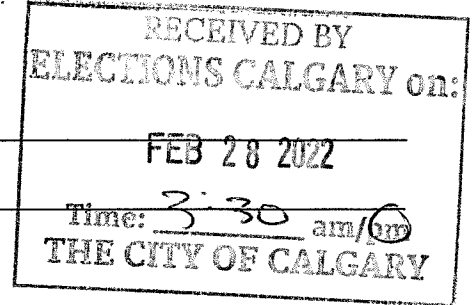 RECEIVED BY
ELECTIONS CALGARY on:
FEB 28 2022
Time: 3:30 am/pm
THE CITY OF CALGARY